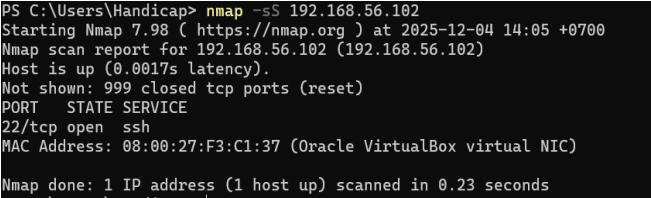 PS C:\Users\Handicap> nmap -sS 192.168.56.102
Starting Nmap 7.98 ( https://nmap.org ) at 2025-12-04 14:05 +0700
Nmap scan report for 192.168.56.102 (192.168.56.102)
Host is up (0.0017s latency).
Not shown: 999 closed tcp ports (reset)
PORT   STATE SERVICE
22/tcp open  ssh
MAC Address: 08:00:27:F3:C1:37 (Oracle VirtualBox virtual NIC)

Nmap done: 1 IP address (1 host up) scanned in 0.23 seconds